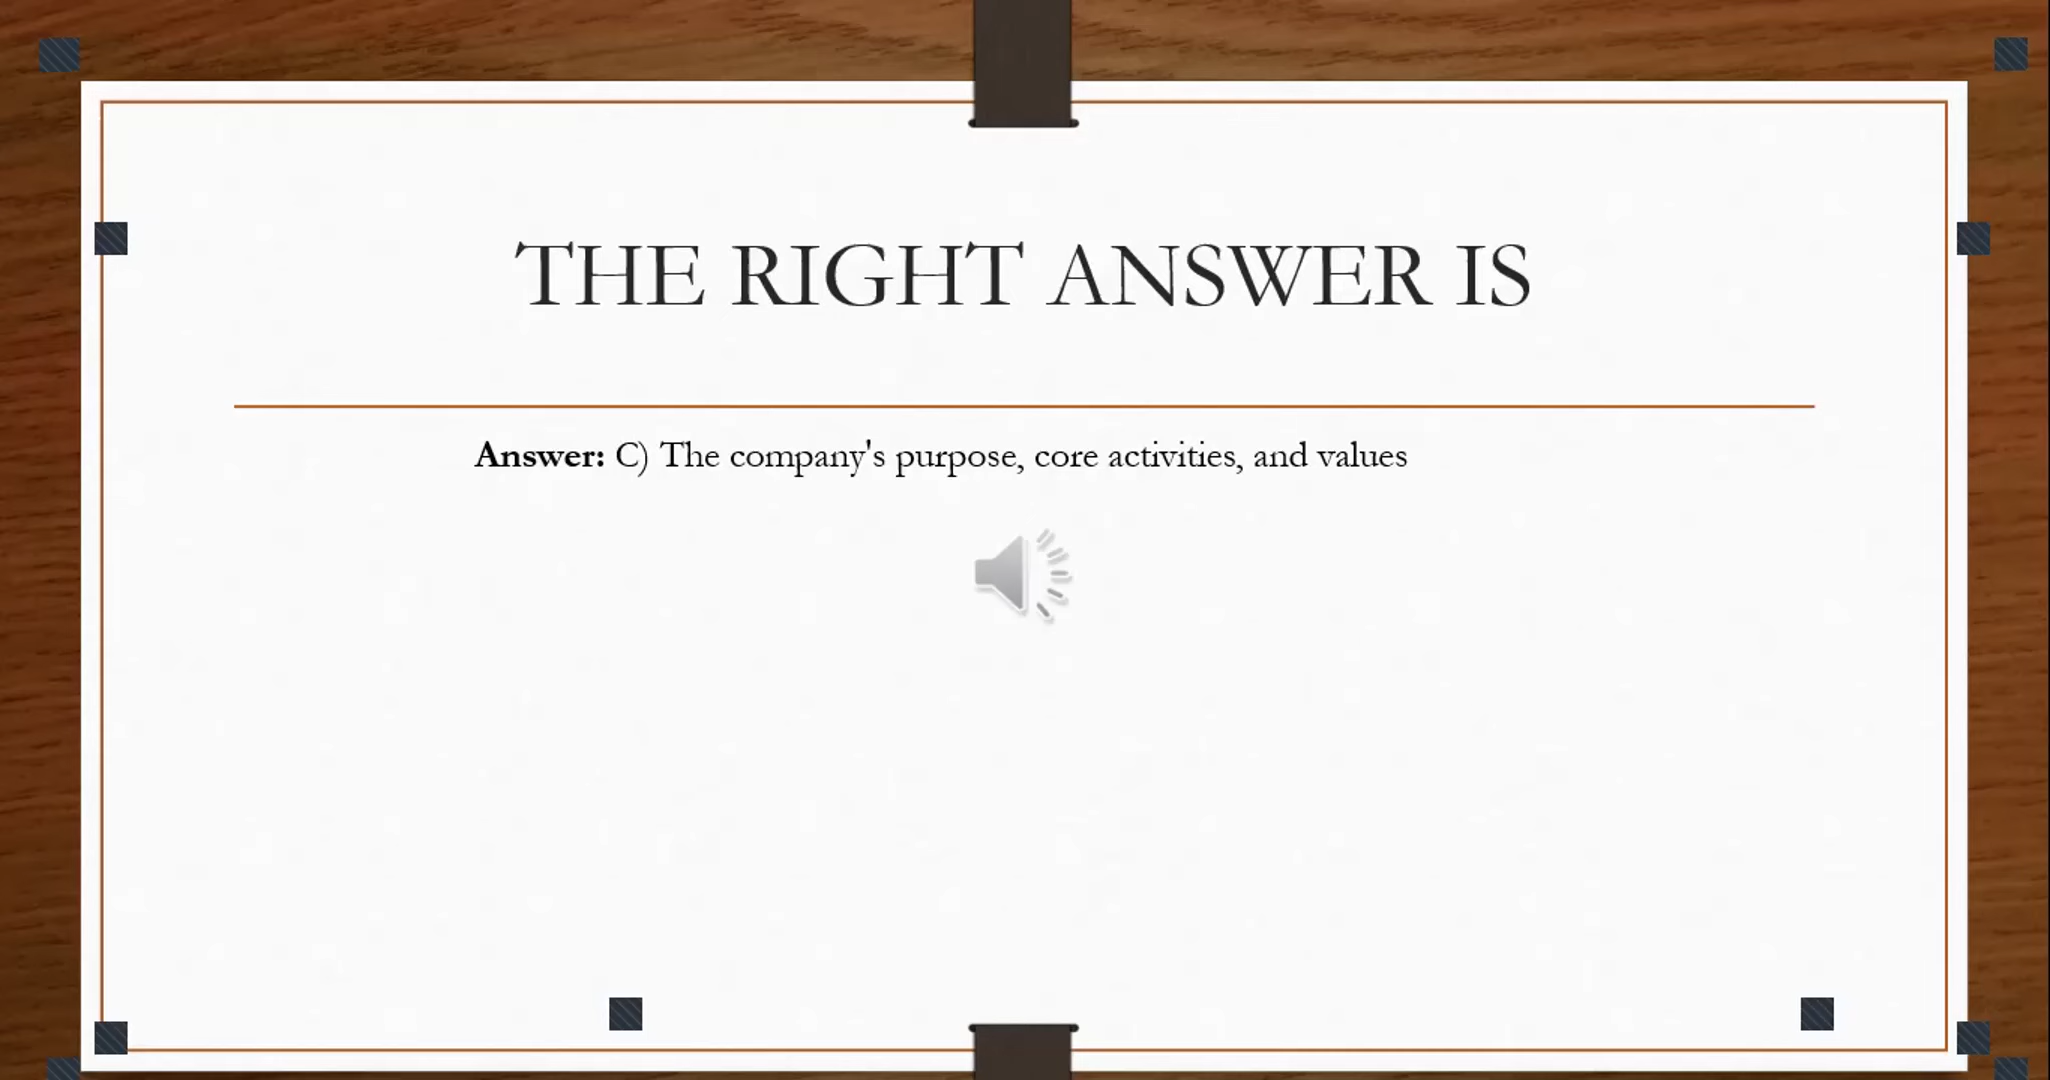 THE RIGHT ANSWER IS
Answer: C) The company's purpose, core activities, and values